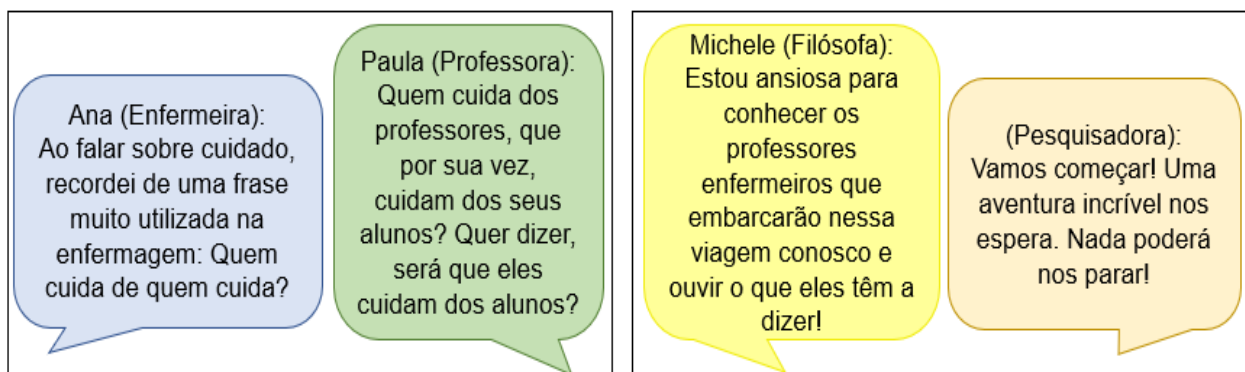 Ana (Enfermeira):
Ao falar sobre cuidado,
recordei de uma frase
muito utilizada na
enfermagem: Quem
cuida de quem cuida?
Paula (Professora):
Quem cuida dos
professores, que
por sua vez,
cuidam dos seus
alunos? Quer dizer,
será que eles
cuidam dos alunos?
Michele (Filósofa):
Estou ansiosa para
conhecer os
professores
enfermeiros que
embarcarão nessa
viagem conosco e
ouvir o que eles têm a
dizer!
(Pesquisadora):
Vamos começar! Uma
aventura incrível nos
espera. Nada poderá
nos parar!